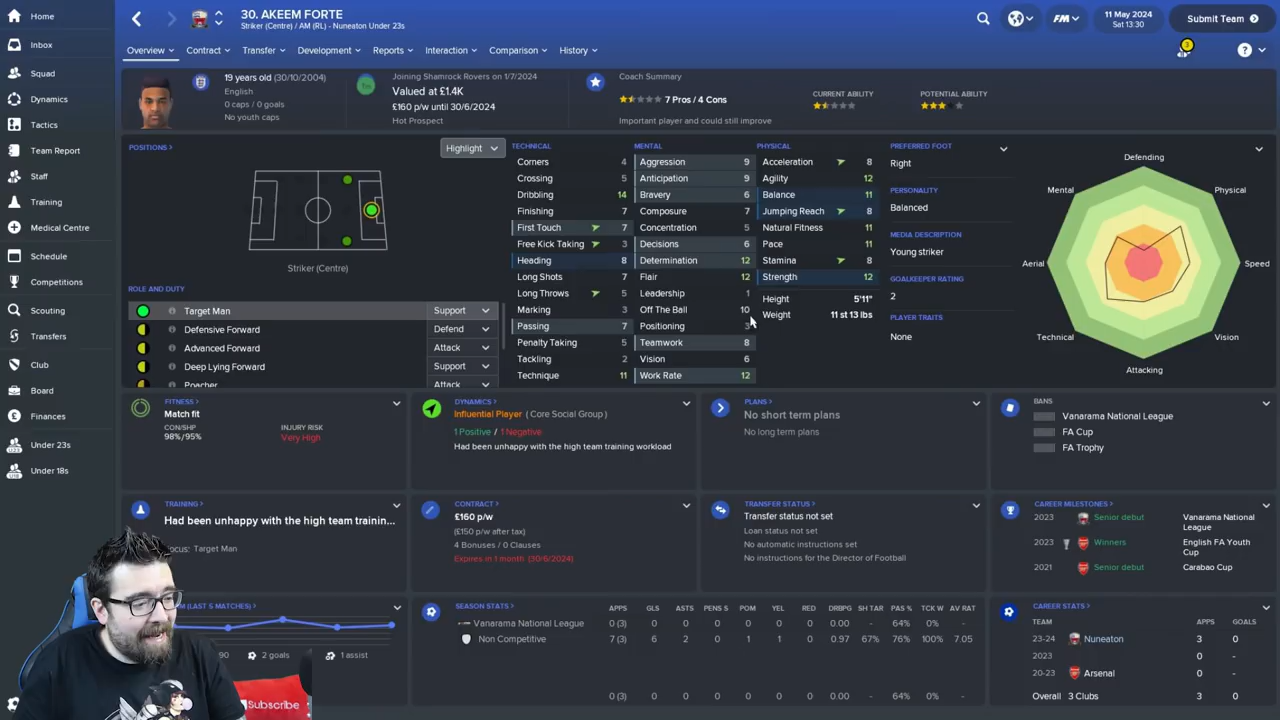 Home
Inbox
Squad
Dynamics
Tactics
Team Report
Staff
Training
Medical Centre
Schedule
Competitions
Scouting
Transfers
Club
Board
Finances
Under 23s
Under 18s
30. AKEEM FORTE
Striker (Centre) / AM (RL) - Nuneaton Under 23s
FM
11 May 2024
Sat 13:30
Submit Team
Overview
Contract
Transfer
Development
Reports
Interaction
Comparison
History
3
?
19 years old (30/10/2004)
English
0 caps / 0 goals
No youth caps
Joining Shamrock Rovers on 1/7/2024
Valued at £1.4K
£160 p/w until 30/6/2024
Hot Prospect
Coach Summary
7 Pros / 4 Cons
Important player and could still improve
CURRENT ABILITY
POTENTIAL ABILITY
POSITIONS >
Highlight
Striker (Centre)
ROLE AND DUTY
Target Man Support
Defensive Forward Defend
Advanced Forward Attack
Deep Lying Forward Support
Poacher Attack
TECHNICAL
Corners 4
Crossing 5
Dribbling 14
Finishing 7
First Touch 7
Free Kick Taking 3
Heading 8
Long Shots 7
Long Throws 5
Marking 3
Passing 7
Penalty Taking 5
Tackling 2
Technique 11
MENTAL
Aggression 9
Anticipation 9
Bravery 6
Composure 7
Concentration 5
Decisions 6
Determination 12
Flair 12
Leadership 1
Off The Ball 10
Positioning
Teamwork 8
Vision 6
Work Rate 12
PHYSICAL
Acceleration 8
Agility 12
Balance 11
Jumping Reach 8
Natural Fitness 11
Pace 11
Stamina 8
Strength 12
Height 5'11"
Weight 11 st 13 lbs
PREFERRED FOOT
Right
PERSONALITY
Balanced
MEDIA DESCRIPTION
Young striker
GOALKEEPER RATING
2
PLAYER TRAITS
None
Defending
Physical
Speed
Vision
Attacking
Technical
Aerial
Mental
FITNESS >
Match fit
CON/SHP
98%/95%
INJURY RISK
Very High
DYNAMICS >
Influential Player ( Core Social Group )
1 Positive / 1 Negative
Had been unhappy with the high team training workload
PLANS >
No short term plans
No long term plans
BANS
Vanarama National League
FA Cup
FA Trophy
TRAINING >
Had been unhappy with the high team trainin...
Focus: Target Man
CONTRACT >
£160 p/w
(£150 p/w after tax)
4 Bonuses / 0 Clauses
Expires in 1 month (30/6/2024)
TRANSFER STATUS >
Transfer status not set
Loan status not set
No automatic instructions set
No instructions for the Director of Football
CAREER MILESTONES >
2023 Senior debut Vanarama National League
2023 Winners English FA Youth Cup
2021 Senior debut Carabao Cup
(LAST 5 MATCHES) >
90 2 goals 1 assist
SEASON STATS >
APPS GLS ASTS PENS S POM YEL RED DRBPG SH TAR PAS % TCK W AV RAT
Vanarama National League 0 (3) 0 0 0 0 0 0 0.00 - 64% 0% -
Non Competitive 7 (3) 6 2 0 1 1 0 0.97 67% 76% 100% 7.05
0 (3) 0 0 0 0 0 0 0.00 - 64% 0% -
CAREER STATS >
TEAM APPS GOALS
23-24 Nuneaton 3 0
2023 0 -
20-23 Arsenal 0 -
Overall 3 Clubs 3 0
Subscribe